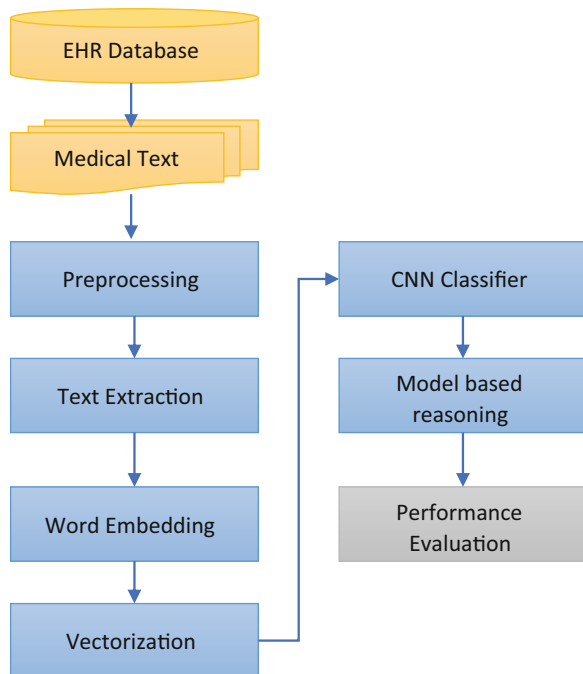 EHR Database
Medical Text
Preprocessing
Text Extraction
Word Embedding
Vectorization
CNN Classifier
Model based
reasoning
Performance
Evaluation